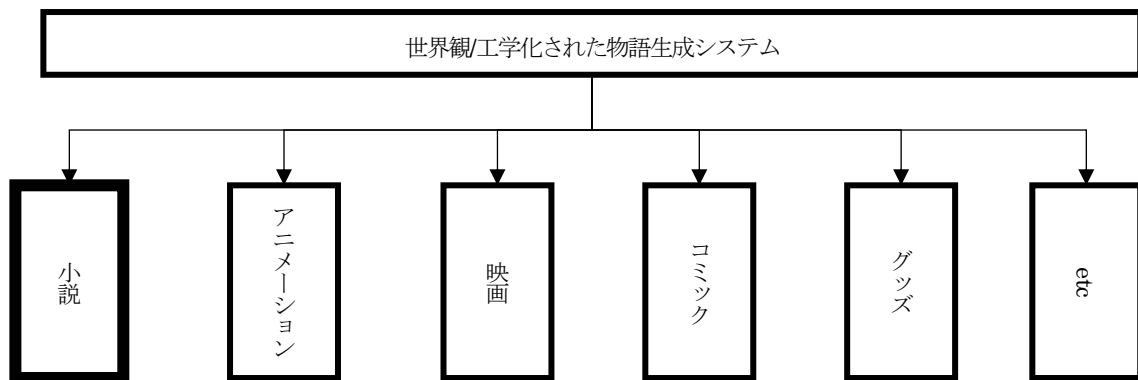 世界観/工学化された物語生成システム
小説
アニメーション
映画
コミック
グッズ
etc